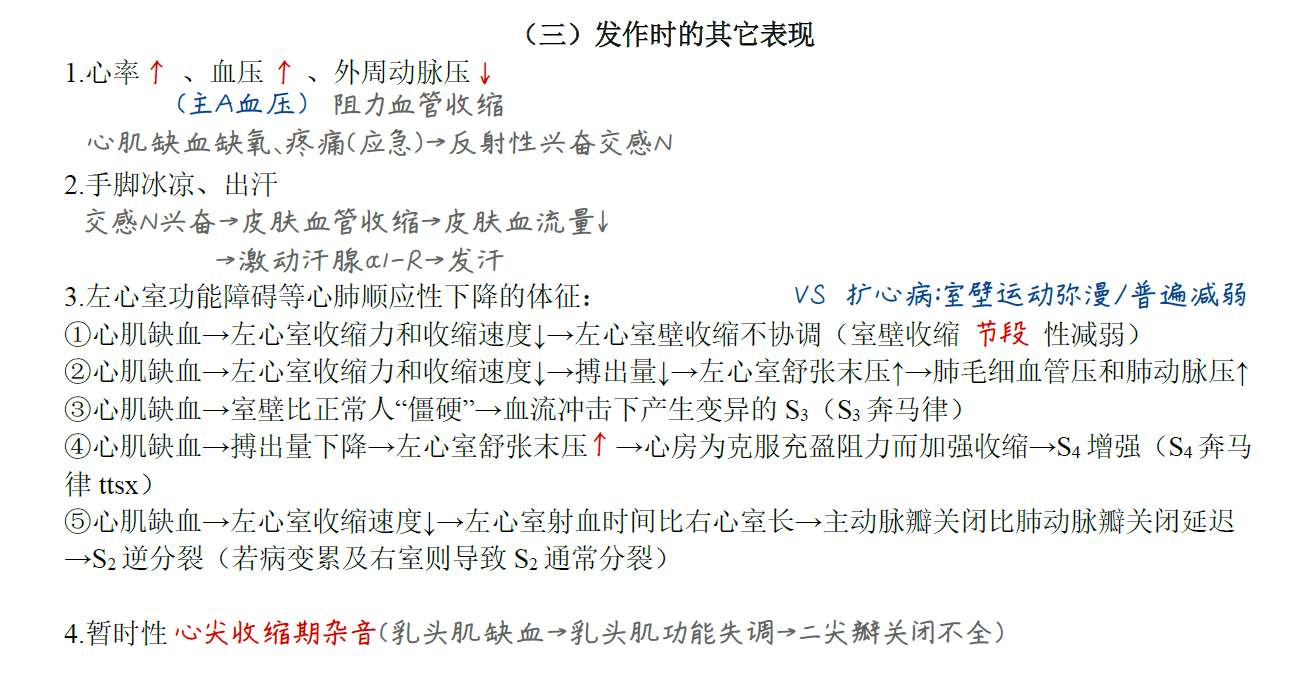 （三）发作时的其它表现
1.心率↑、血压↑、外周动脉压↓
（主A血压） 阻力血管收缩
心肌缺血缺氧、疼痛(应急)→反射性兴奋交感N
2.手脚冰凉、出汗
交感N兴奋→皮肤血管收缩→皮肤血流量↓
→激动汗腺α1-R→发汗
3.左心室功能障碍等心肺顺应性下降的体征： VS 扩心病:室壁运动弥漫/普遍减弱
①心肌缺血→左心室收缩力和收缩速度↓→左心室壁收缩不协调（室壁收缩 节段 性减弱）
②心肌缺血→左心室收缩力和收缩速度↓→搏出量↓→左心室舒张末压↑→肺毛细血管压和肺动脉压↑
③心肌缺血→室壁比正常人“僵硬”→血流冲击下产生变异的 S₃（S₃ 奔马律）
④心肌缺血→搏出量下降→左心室舒张末压↑→心房为克服充盈阻力而加强收缩→S₄ 增强（S₄ 奔马
律 ttsx）
⑤心肌缺血→左心室收缩速度↓→左心室射血时间比右心室长→主动脉瓣关闭比肺动脉瓣关闭延迟
→S₂ 逆分裂（若病变累及右室则导致 S₂ 通常分裂）
4.暂时性 心尖收缩期杂音(乳头肌缺血→乳头肌功能失调→二尖瓣关闭不全)